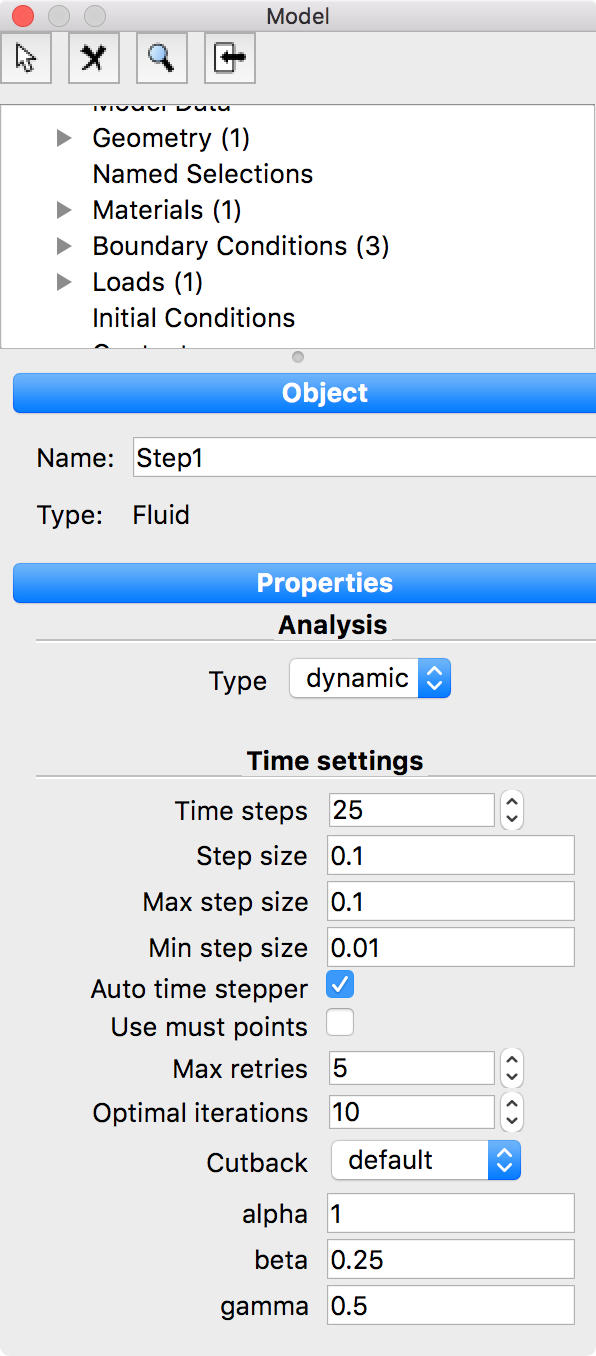 Model
Model Data
Geometry (1)
Named Selections
Materials (1)
Boundary Conditions (3)
Loads (1)
Initial Conditions
Object
Name: Step1
Type: Fluid
Properties
Analysis
Type dynamic
Time settings
Time steps 25
Step size 0.1
Max step size 0.1
Min step size 0.01
Auto time stepper
Use must points
Max retries 5
Optimal iterations 10
Cutback default
alpha 1
beta 0.25
gamma 0.5